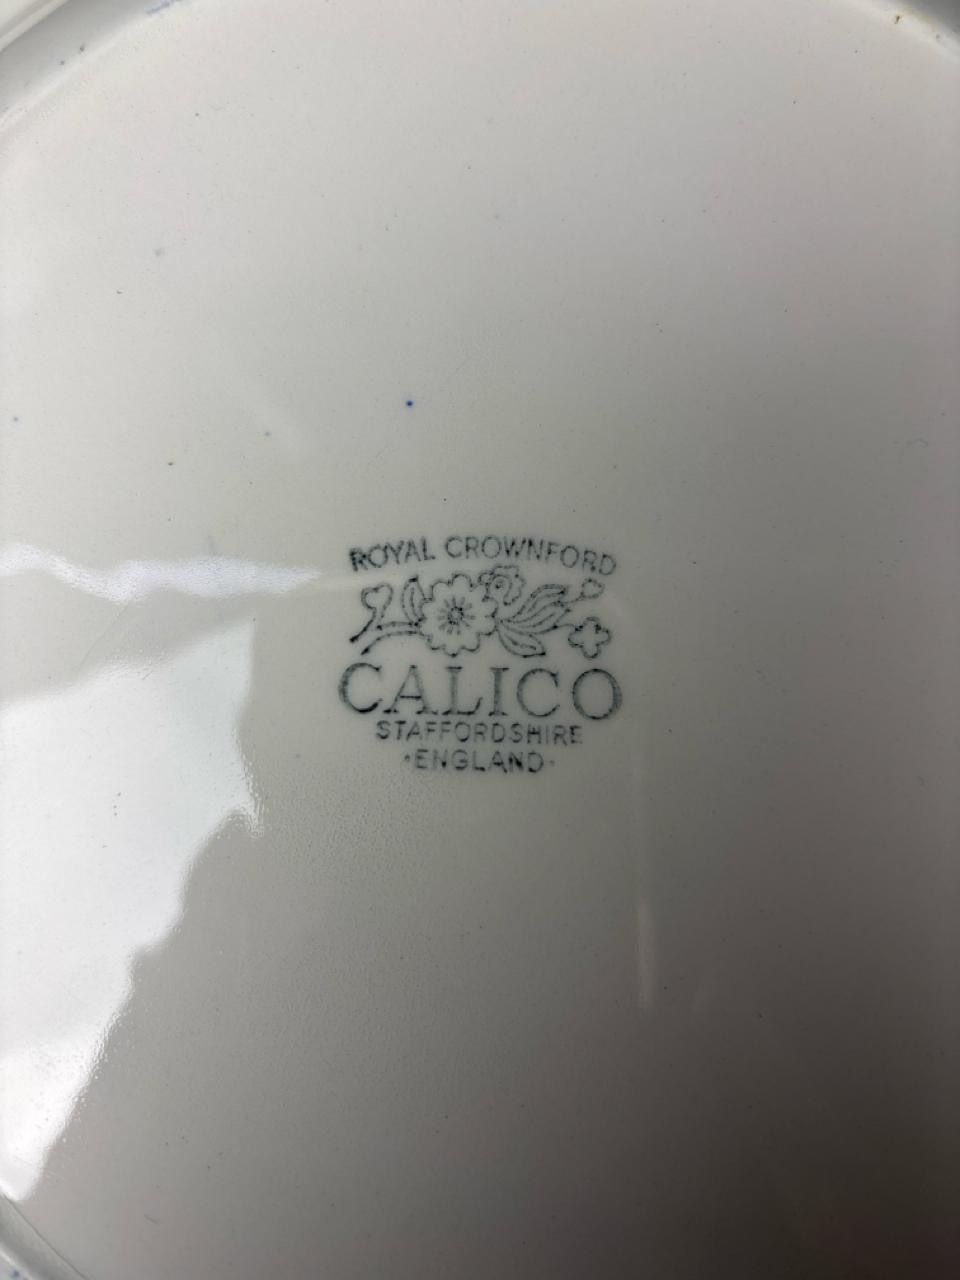 ROYAL CROWNFORD
CALICO
STAFFORDSHIRE
·ENGLAND·